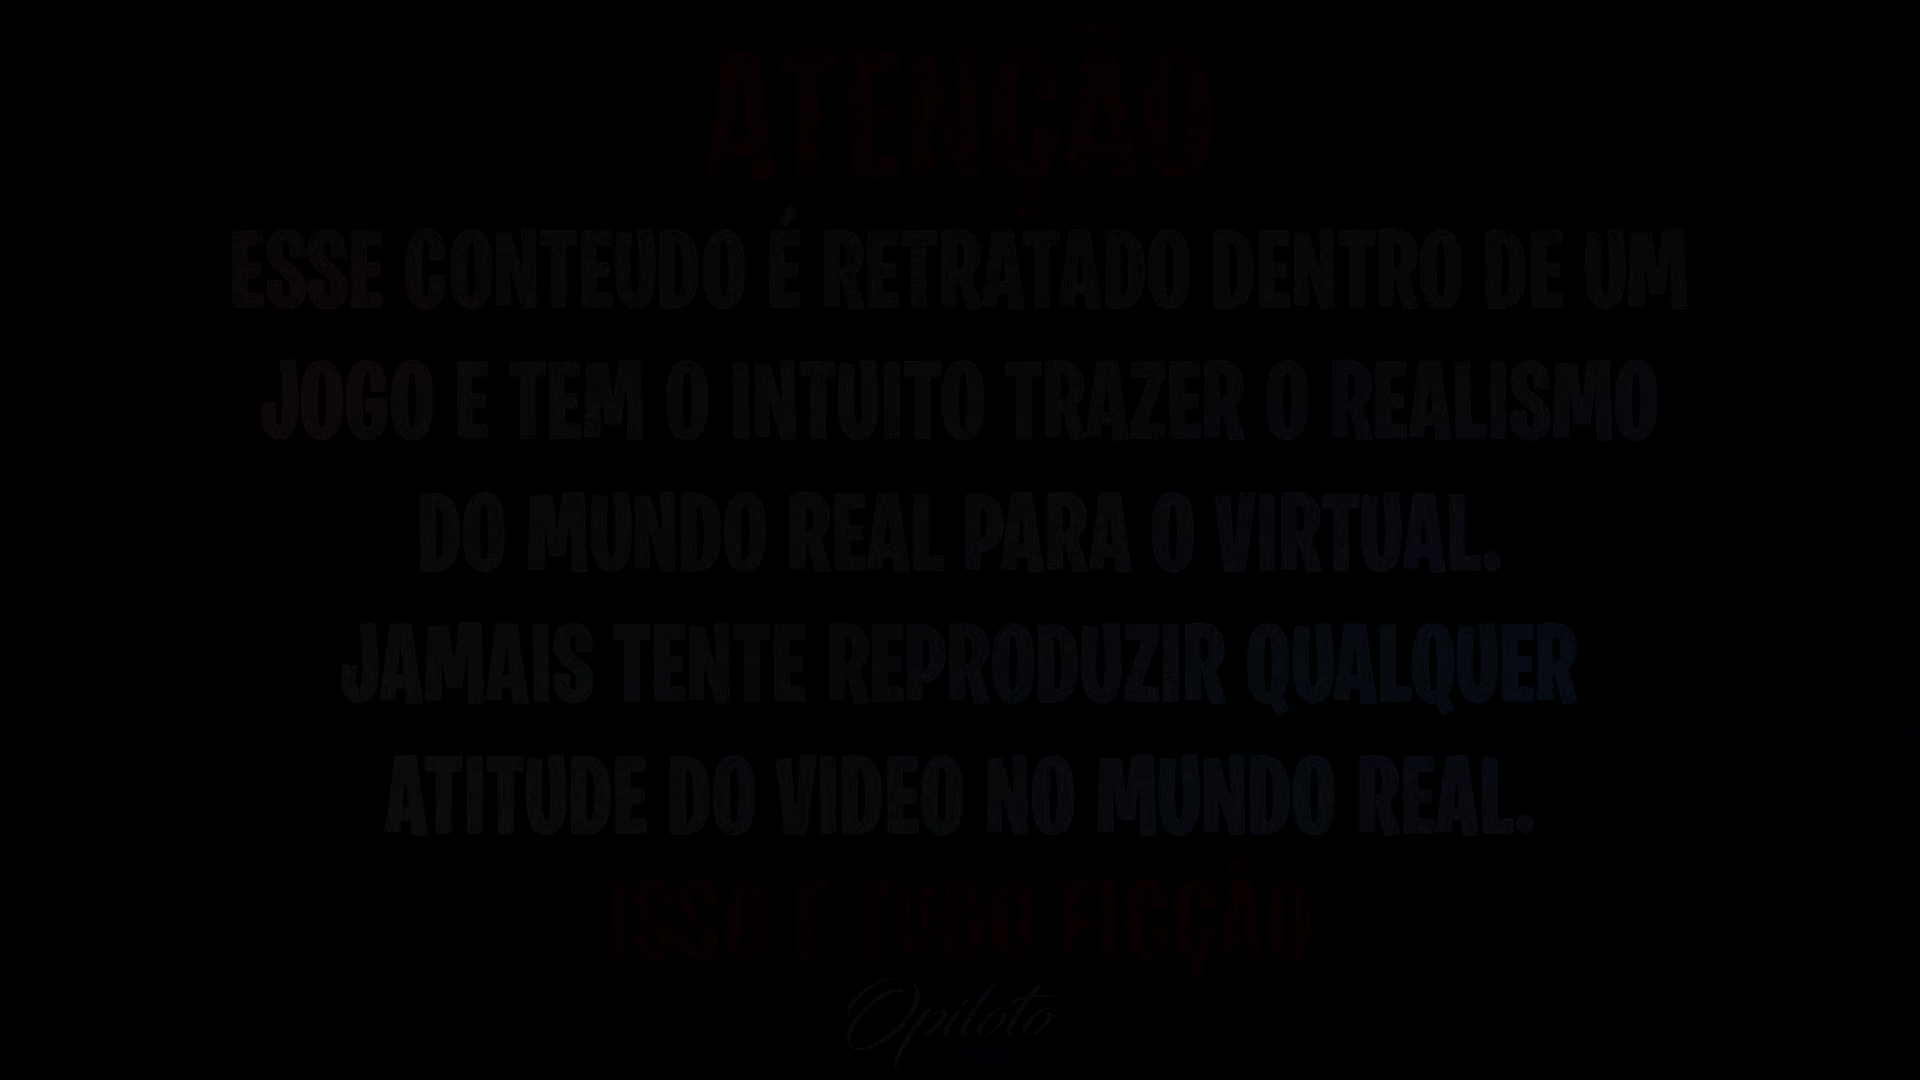 ATENÇÃO
ESSE CONTEUDO É RETRATADO DENTRO DE UM
JOGO E TEM O INTUITO TRAZER O REALISMO
DO MUNDO REAL PARA O VIRTUAL.
JAMAIS TENTE REPRODUZIR QUALQUER
ATITUDE DO VIDEO NO MUNDO REAL.
ISSO É TUDO FICÇÃO
Opiloto